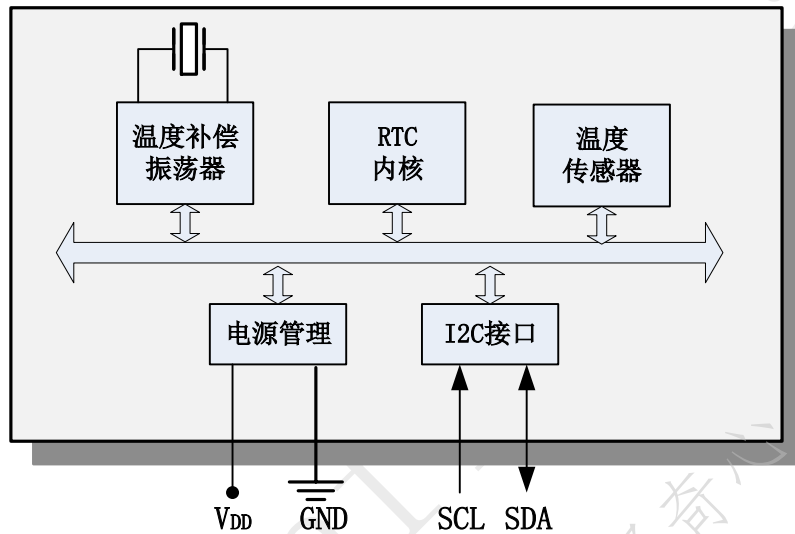 温度补偿
振荡器
RTC
内核
温度
传感器
电源管理
I2C接口
VDD
GND
SCL
SDA